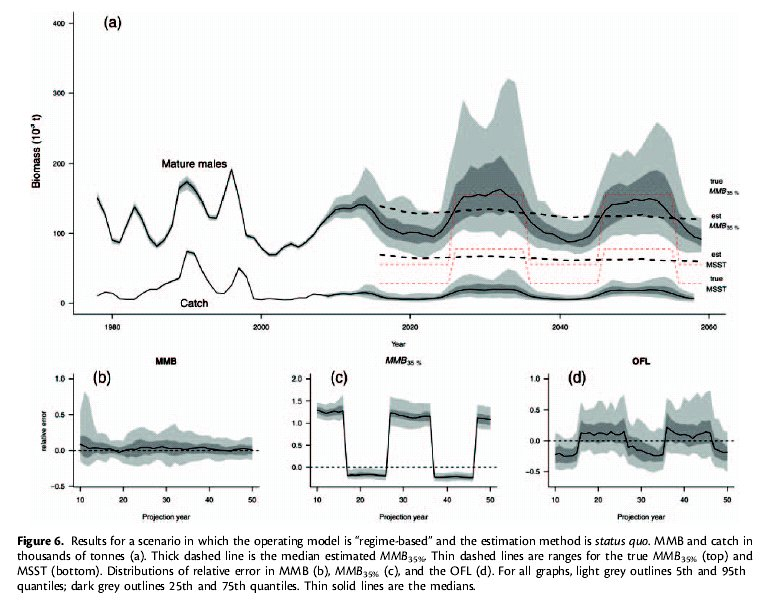 (a)
400
300
200
100
0
Biomass (10³ t)
Mature males
Catch
true
MMB35 %
est
MMB35 %
est
MSST
true
MSST
1980 2000 2020 2040 2060
Year
MMB MMB35 % OFL
(b) (c) (d)
relative error
1.0
0.5
0.0
−0.5
2.0
1.5
1.0
0.5
0.0
1.0
0.5
0.0
−0.5
10 20 30 40 50 10 20 30 40 50 10 20 30 40 50
Projection year Projection year Projection year
Figure 6. Results for a scenario in which the operating model is “regime-based” and the estimation method is status quo. MMB and catch in
thousands of tonnes (a). Thick dashed line is the median estimated MMB35%. Thin dashed lines are ranges for the true MMB35% (top) and
MSST (bottom). Distributions of relative error in MMB (b), MMB35% (c), and the OFL (d). For all graphs, light grey outlines 5th and 95th
quantiles; dark grey outlines 25th and 75th quantiles. Thin solid lines are the medians.